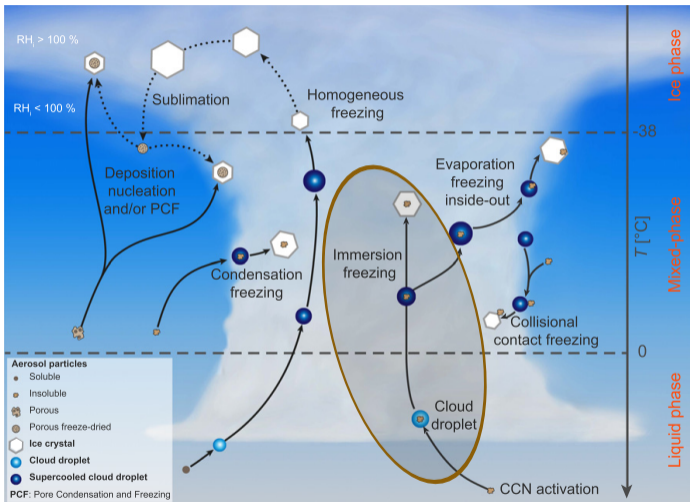 RHi > 100 %
RHi < 100 %
Sublimation
Homogeneous
freezing
Deposition
nucleation
and/or PCF
Condensation
freezing
Immersion
freezing
Evaporation
freezing
inside-out
Collisional
contact freezing
Cloud
droplet
CCN activation
-38
0
T [°C]
Ice phase
Mixed-phase
Liquid phase
Aerosol particles
Soluble
Insoluble
Porous
Porous freeze-dried
Ice crystal
Cloud droplet
Supercooled cloud droplet
PCF: Pore Condensation and Freezing